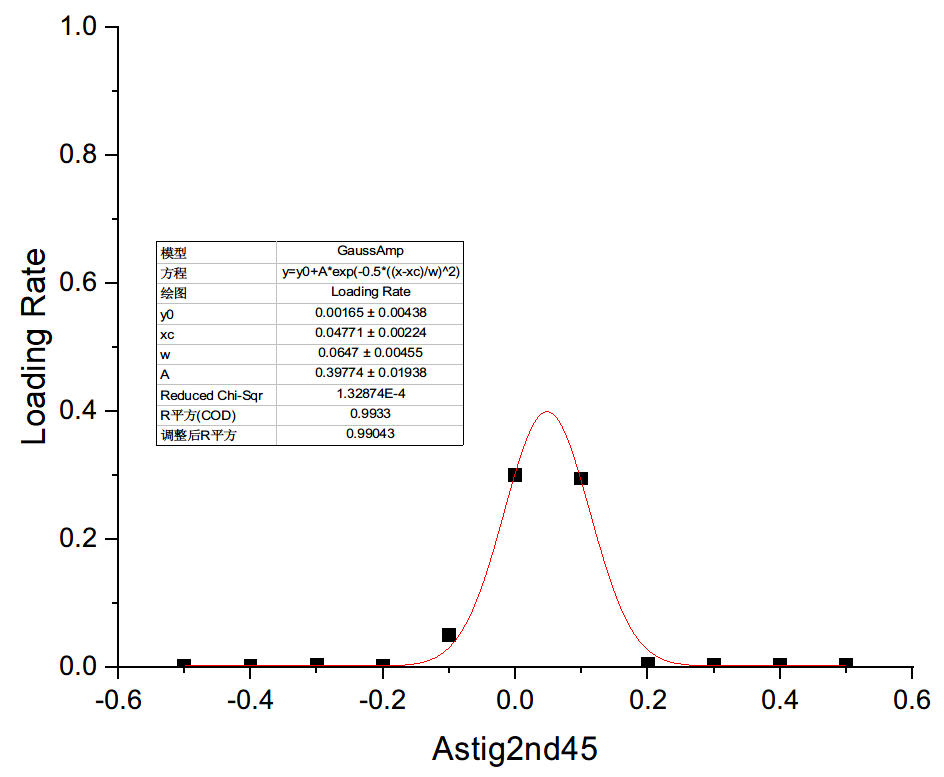 1.0
0.8
0.6
0.4
0.2
0.0
Loading Rate
模型 GaussAmp
方程 y=y0+A*exp(-0.5*((x-xc)/w)^2)
绘图 Loading Rate
y0 0.00165 ± 0.00438
xc 0.04771 ± 0.00224
w 0.0647 ± 0.00455
A 0.39774 ± 0.01938
Reduced Chi-Sqr 1.32874E-4
R平方(COD) 0.9933
调整后R平方 0.99043
-0.6 -0.4 -0.2 0.0 0.2 0.4 0.6
Astig2nd45